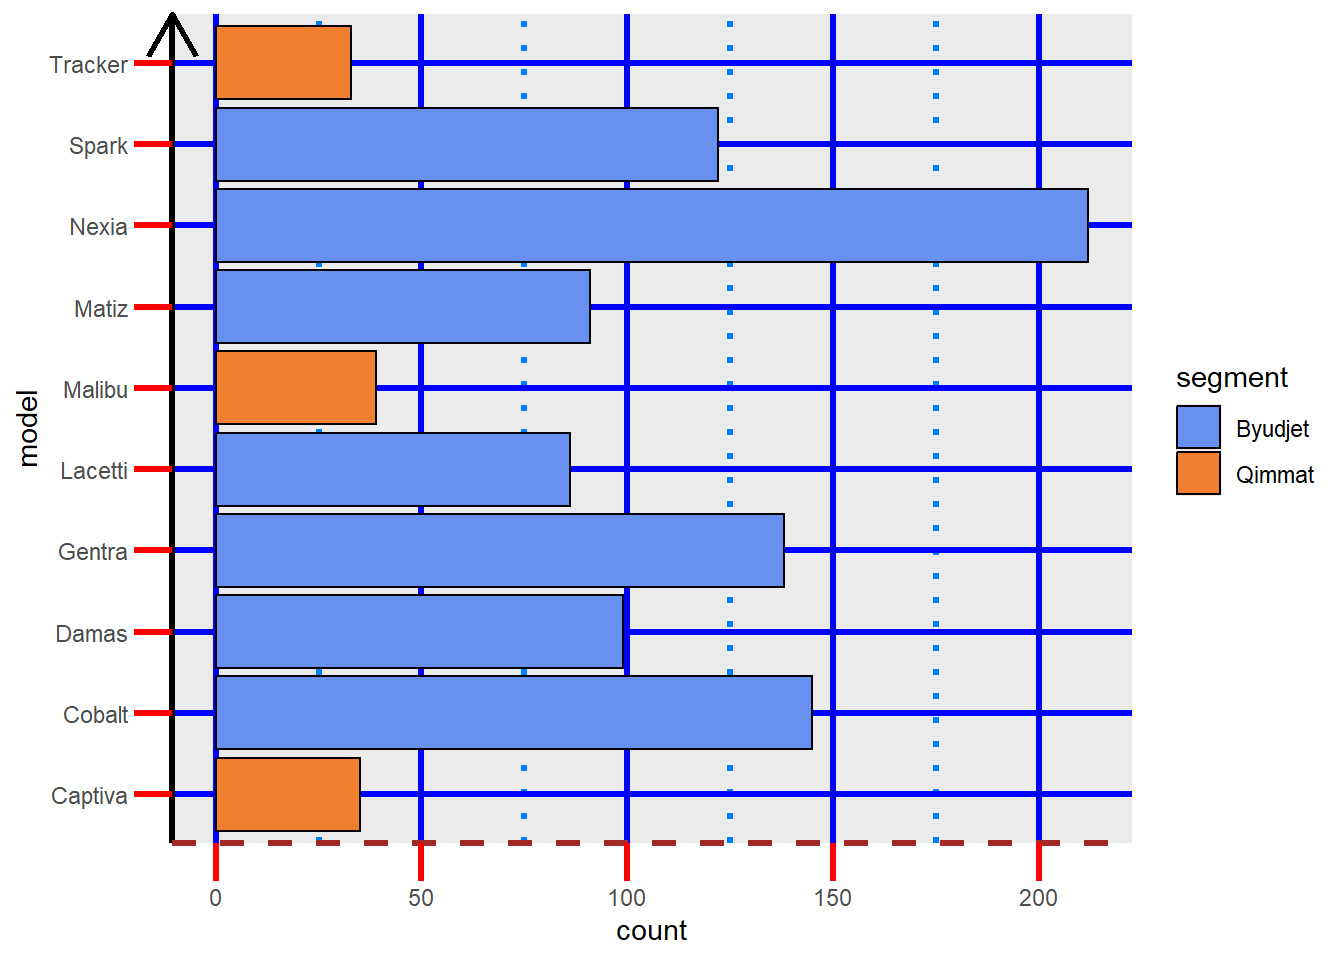 Tracker
Spark
Nexia
Matiz
Malibu
Lacetti
Gentra
Damas
Cobalt
Captiva
model
0 50 100 150 200
count
segment
Byudjet
Qimmat